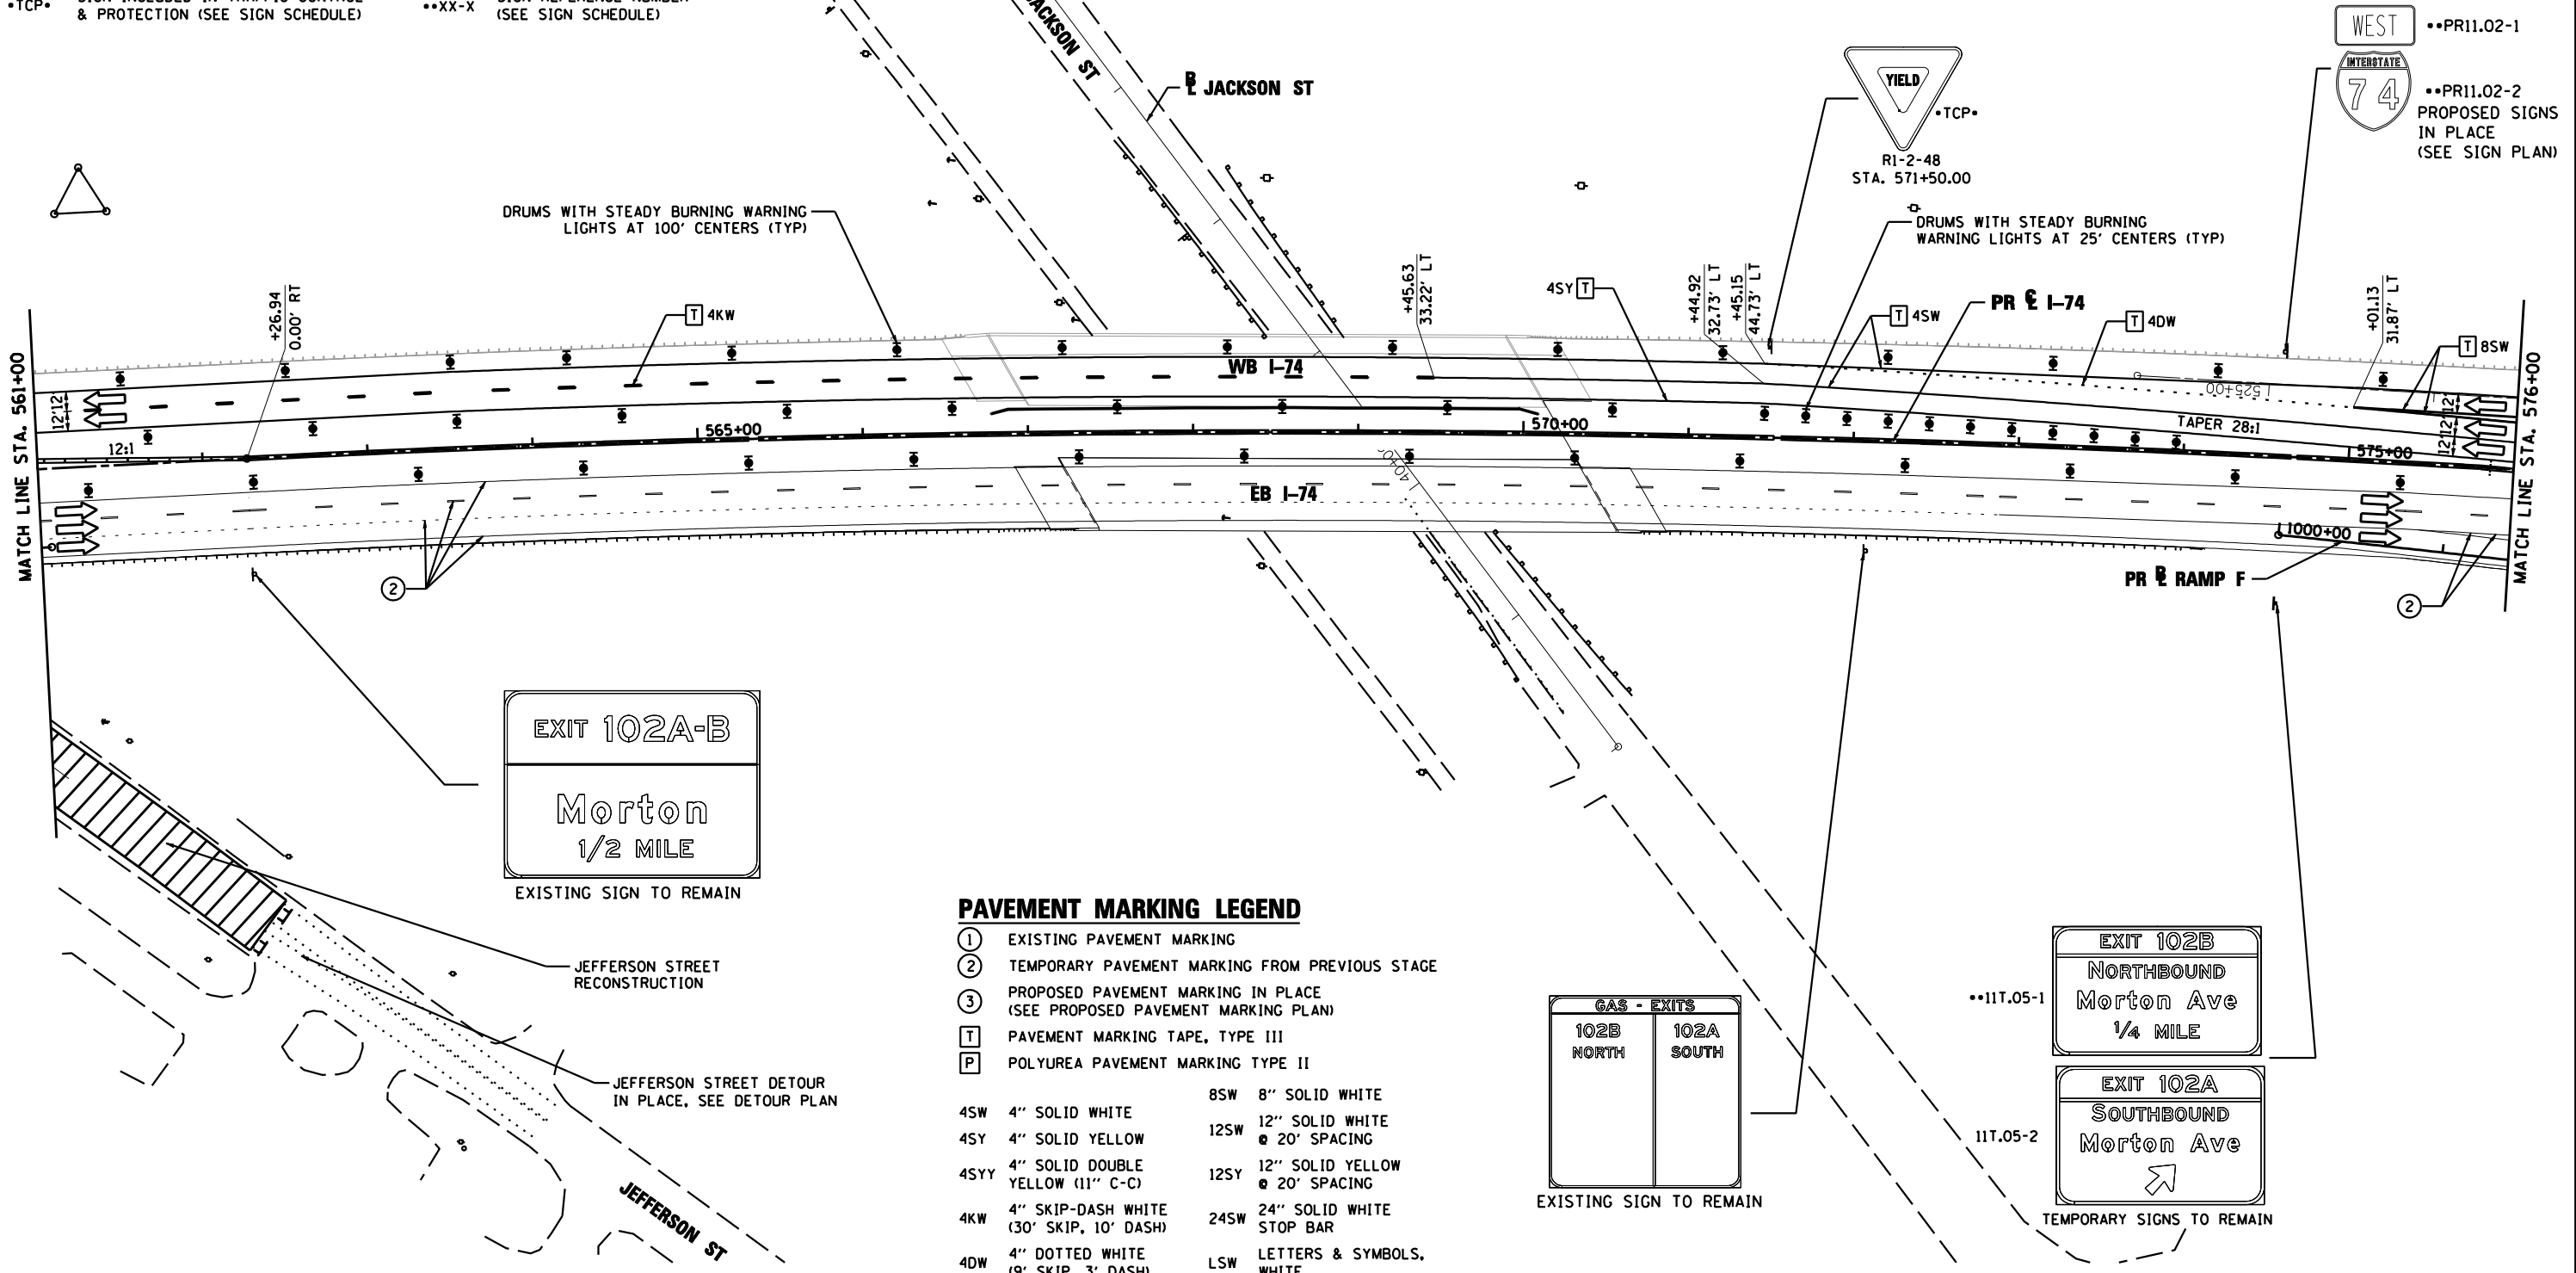 •TCP•
& PROTECTION (SEE SIGN SCHEDULE)
••XX-X
(SEE SIGN SCHEDULE)
JACKSON ST
JACKSON ST
YIELD
•TCP•
R1-2-48
STA. 571+50.00
WEST
••PR11.02-1
INTERSTATE
74
••PR11.02-2
PROPOSED SIGNS
IN PLACE
(SEE SIGN PLAN)
DRUMS WITH STEADY BURNING WARNING
LIGHTS AT 100' CENTERS (TYP)
DRUMS WITH STEADY BURNING
WARNING LIGHTS AT 25' CENTERS (TYP)
+26.94
0.00' RT
T 4KW
+45.63
33.22' LT
4SY T
+44.92
32.73' LT
+45.15
44.73' LT
T 4SW
PR ℄ I-74
T 4DW
+01.13
31.87' LT
T 8SW
MATCH LINE STA. 561+00
MATCH LINE STA. 576+00
WB I-74
1525+00
12'
12'
12'
12'
12'
12:1
565+00
570+00
TAPER 28:1
575+00
EB I-74
1000+00
PR BL RAMP F
2
2
EXIT 102A-B
Morton
1/2 MILE
EXISTING SIGN TO REMAIN
JEFFERSON STREET
RECONSTRUCTION
JEFFERSON STREET DETOUR
IN PLACE, SEE DETOUR PLAN
JEFFERSON ST
PAVEMENT MARKING LEGEND
1 EXISTING PAVEMENT MARKING
2 TEMPORARY PAVEMENT MARKING FROM PREVIOUS STAGE
3 PROPOSED PAVEMENT MARKING IN PLACE
(SEE PROPOSED PAVEMENT MARKING PLAN)
T PAVEMENT MARKING TAPE, TYPE III
P POLYUREA PAVEMENT MARKING TYPE II
4SW 4'' SOLID WHITE
4SY 4'' SOLID YELLOW
4SYY 4'' SOLID DOUBLE
YELLOW (11'' C-C)
4KW 4'' SKIP-DASH WHITE
(30' SKIP, 10' DASH)
4DW 4'' DOTTED WHITE
(9' SKIP, 3' DASH)
8SW 8'' SOLID WHITE
12SW 12'' SOLID WHITE
@ 20' SPACING
12SY 12'' SOLID YELLOW
@ 20' SPACING
24SW 24'' SOLID WHITE
STOP BAR
LSW LETTERS & SYMBOLS,
WHITE
GAS - EXITS
102B
NORTH
102A
SOUTH
EXISTING SIGN TO REMAIN
••11T.05-1
EXIT 102B
NORTHBOUND
Morton Ave
1/4 MILE
11T.05-2
EXIT 102A
SOUTHBOUND
Morton Ave
TEMPORARY SIGNS TO REMAIN